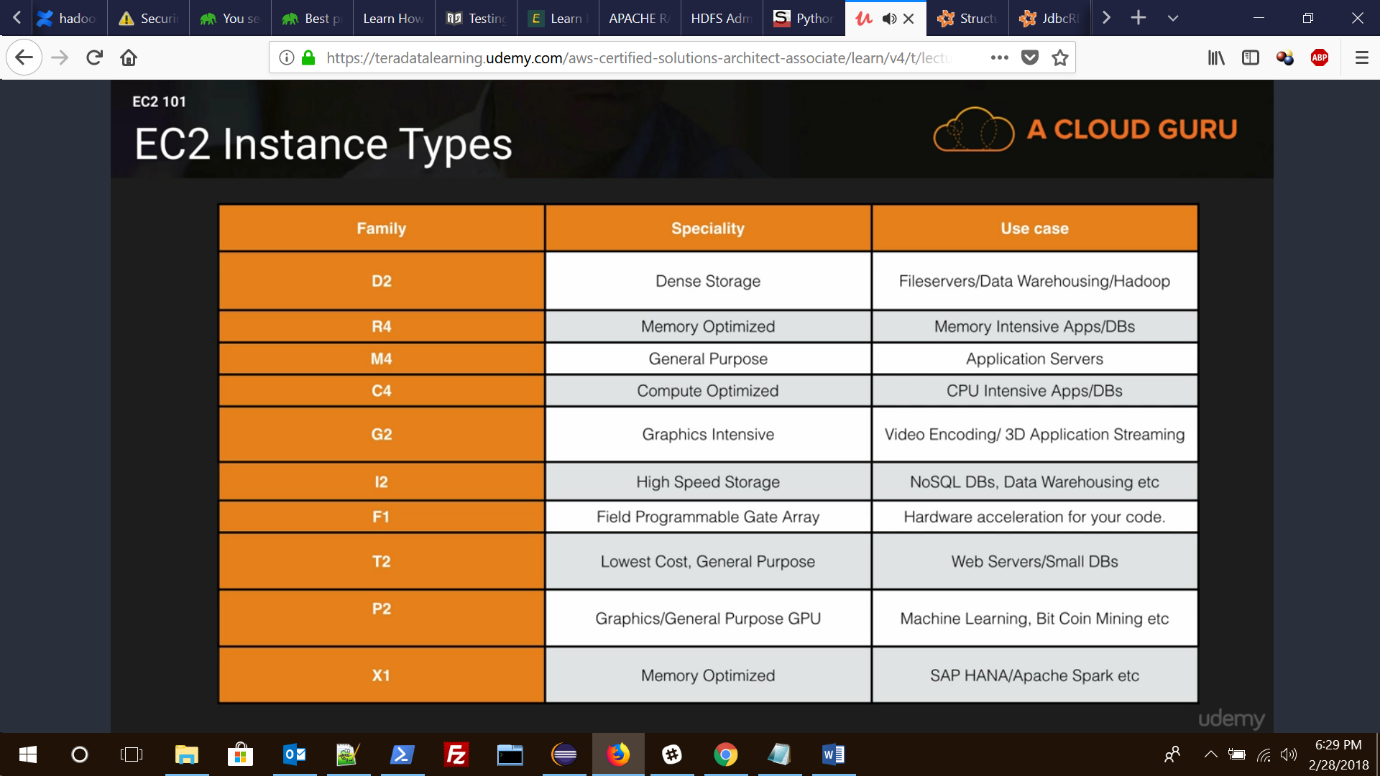 hadoo
Securi
You se
Best p
Learn How
Testing
Learn
APACHE R
HDFS Adm
Pytho
Struct
JdbcR
https://teradatalearning.udemy.com/aws-certified-solutions-architect-associate/learn/v4/t/lectu
ABP
EC2 101
EC2 Instance Types
A CLOUD GURU
Family Speciality Use case
D2 Dense Storage Fileservers/Data Warehousing/Hadoop
R4 Memory Optimized Memory Intensive Apps/DBs
M4 General Purpose Application Servers
C4 Compute Optimized CPU Intensive Apps/DBs
G2 Graphics Intensive Video Encoding/ 3D Application Streaming
I2 High Speed Storage NoSQL DBs, Data Warehousing etc
F1 Field Programmable Gate Array Hardware acceleration for your code.
T2 Lowest Cost, General Purpose Web Servers/Small DBs
P2 Graphics/General Purpose GPU Machine Learning, Bit Coin Mining etc
X1 Memory Optimized SAP HANA/Apache Spark etc
udemy
6:29 PM
2/28/2018